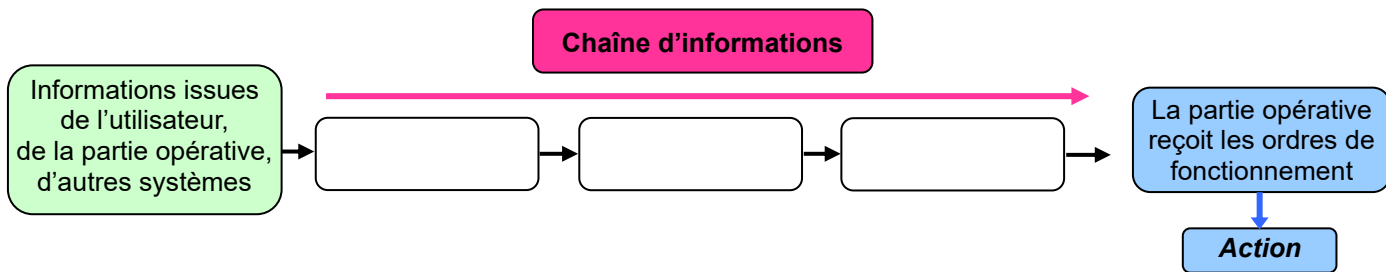 Chaîne d’informations
Informations issues
de l’utilisateur,
de la partie opérative,
d’autres systèmes
La partie opérative
reçoit les ordres de
fonctionnement
Action